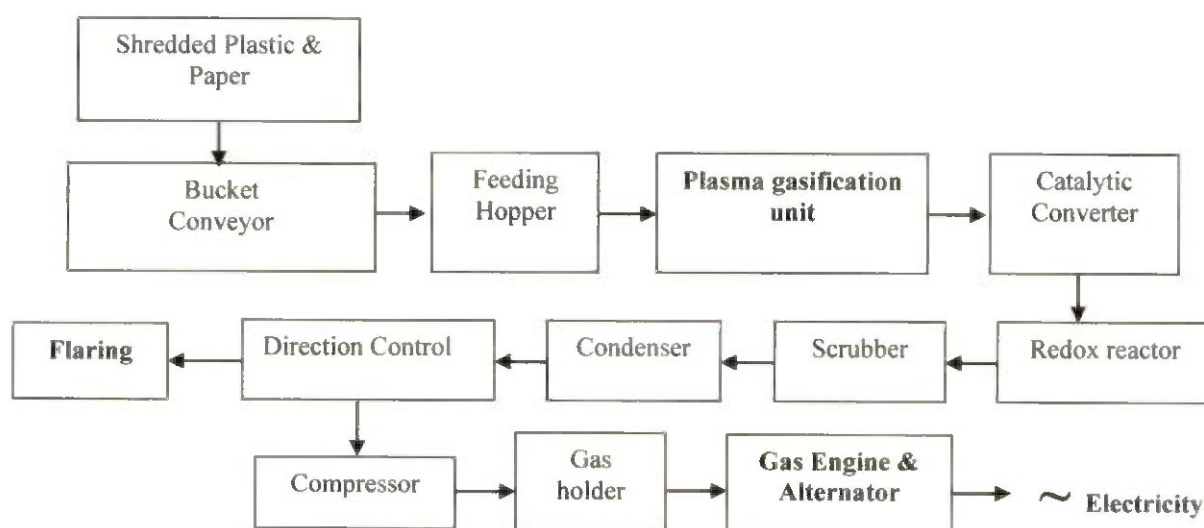 Shredded Plastic &
Paper
Bucket
Conveyor
Feeding
Hopper
Plasma gasification
unit
Catalytic
Converter
Flaring
Direction Control
Condenser
Scrubber
Redox reactor
Compressor
Gas
holder
Gas Engine &
Alternator
~ Electricity